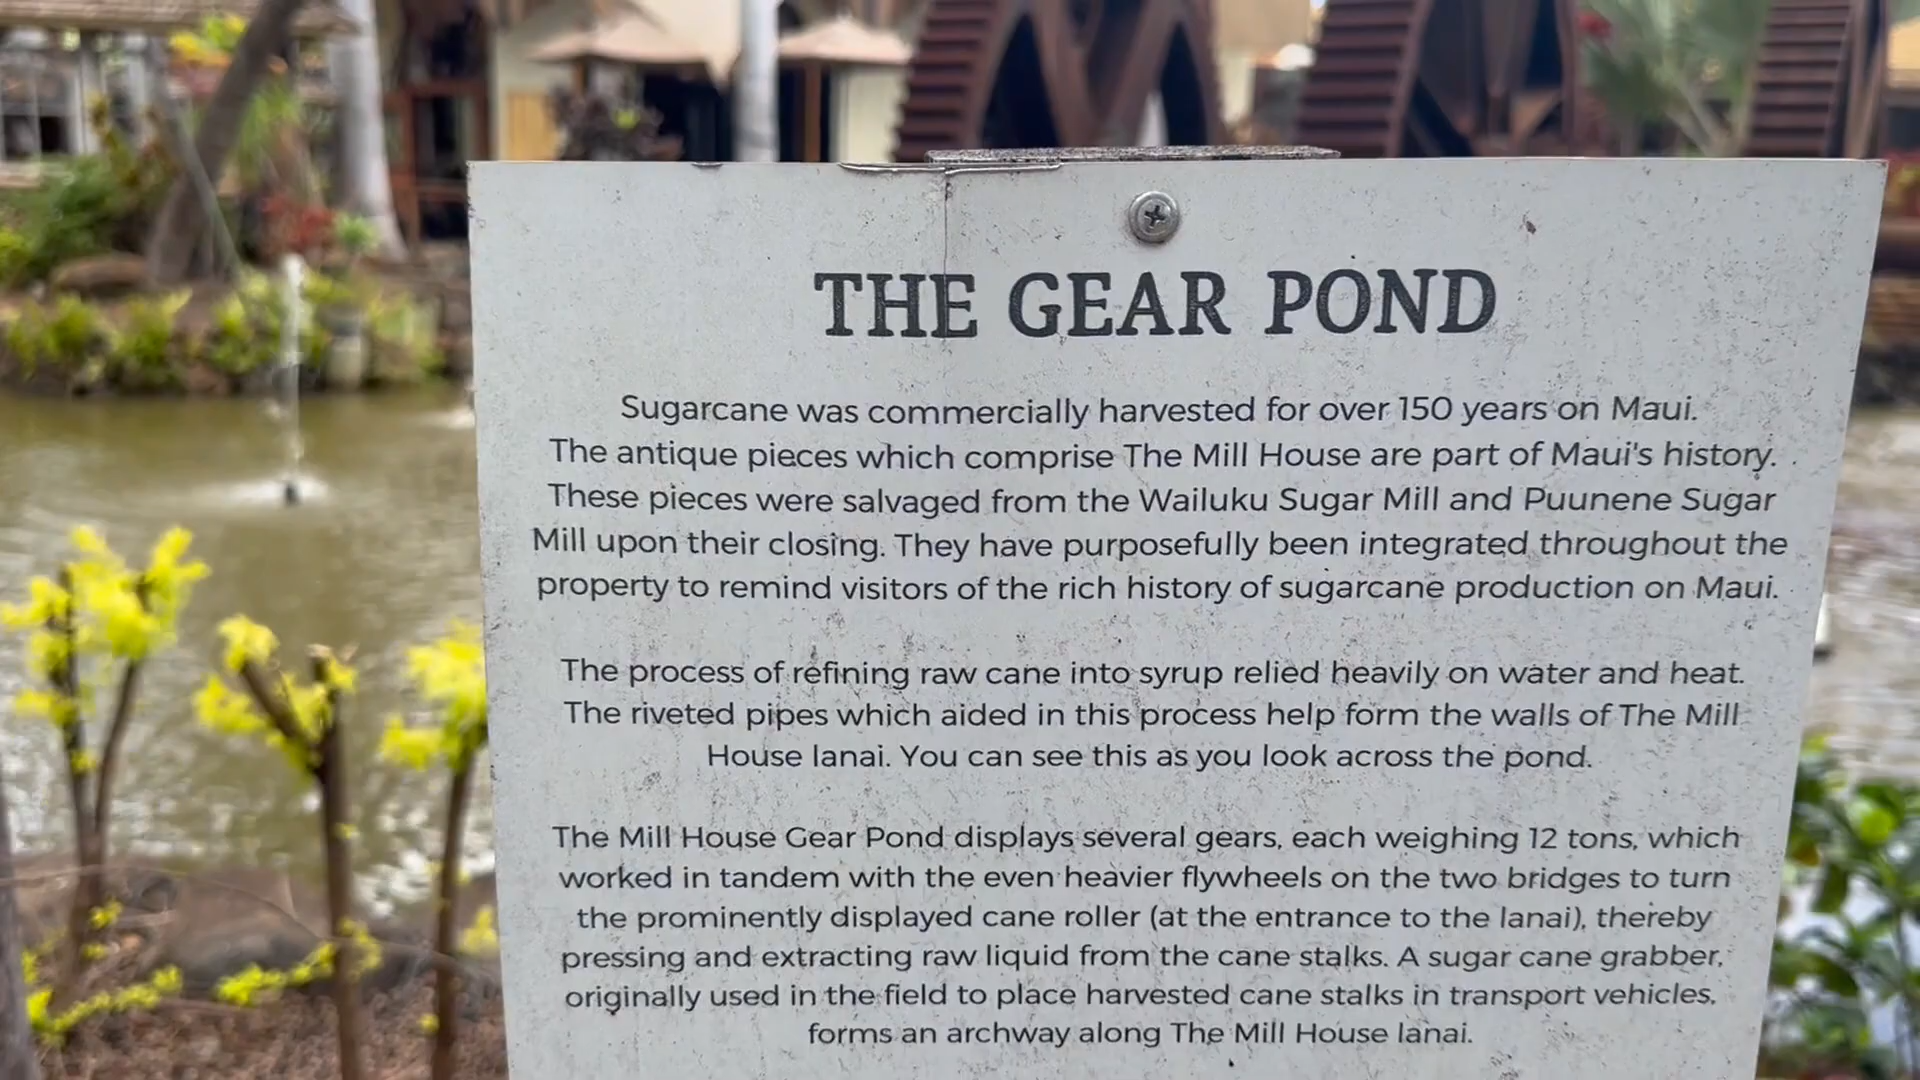 THE GEAR POND
Sugarcane was commercially harvested for over 150 years on Maui.
The antique pieces which comprise The Mill House are part of Maui's history.
These pieces were salvaged from the Wailuku Sugar Mill and Puunene Sugar
Mill upon their closing. They have purposefully been integrated throughout the
property to remind visitors of the rich history of sugarcane production on Maui.
The process of refining raw cane into syrup relied heavily on water and heat.
The riveted pipes which aided in this process help form the walls of The Mill
House lanai. You can see this as you look across the pond.
The Mill House Gear Pond displays several gears, each weighing 12 tons, which
worked in tandem with the even heavier flywheels on the two bridges to turn
the prominently displayed cane roller (at the entrance to the lanai), thereby
pressing and extracting raw liquid from the cane stalks. A sugar cane grabber,
originally used in the field to place harvested cane stalks in transport vehicles,
forms an archway along The Mill House lanai.